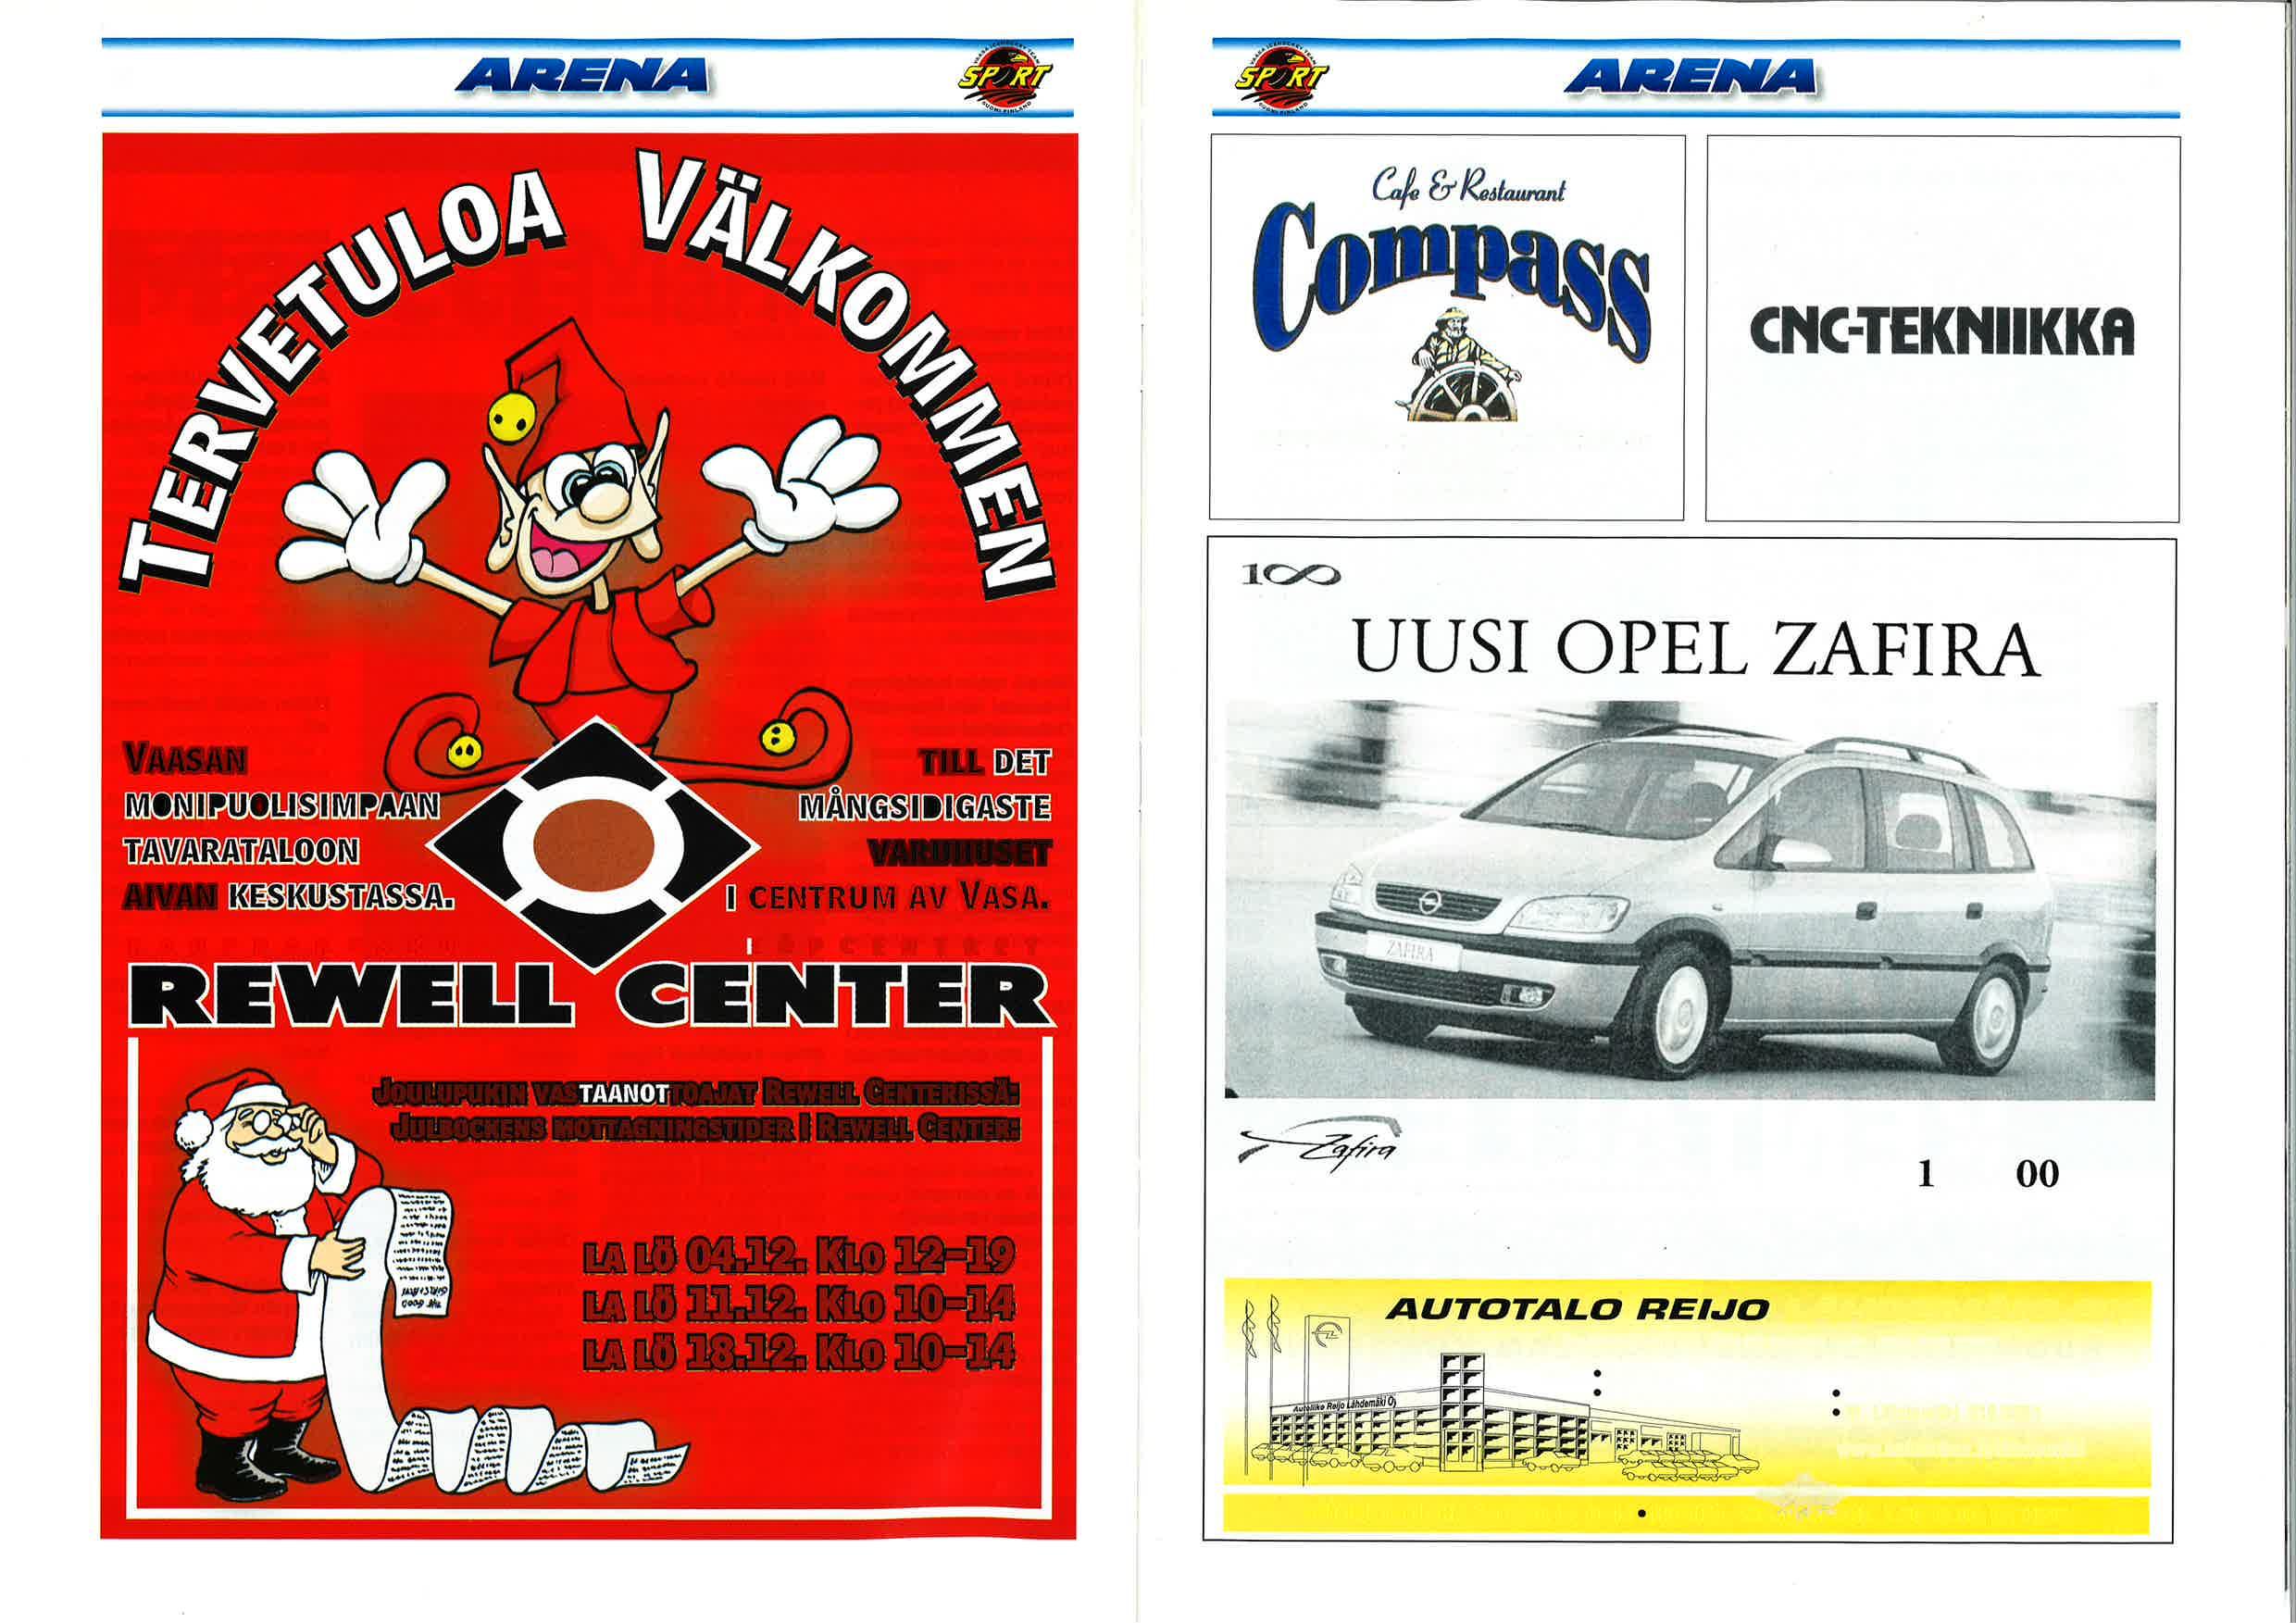 ARENA
SPORT
TERVETULOA VÄLKOMMEN
VAASAN
MONIPUOLISIMPAAN
TAVARATALOON
AIVAN KESKUSTASSA.
TILL DET
MÅNGSIDIGASTE
VARUHUSET
I CENTRUM AV VASA.
REWELL CENTER
JOULUPUKIN VASTAANOTTOAJAT REWELL CENTERISSÄ:
JULBOCKENS MOTTAGNINGSTIDER I REWELL CENTER:
LA LÖ 04.12. KLO 12–19
LA LÖ 11.12. KLO 10–14
LA LÖ 18.12. KLO 10–14
SPORT
ARENA
Cafe & Restaurant
Compass
CNC-TEKNIIKKA
100
UUSI OPEL ZAFIRA
ZAFIRA
Zafira
1 00
AUTOTALO REIJO
Autoliike Reijo Lähdemäki Oy